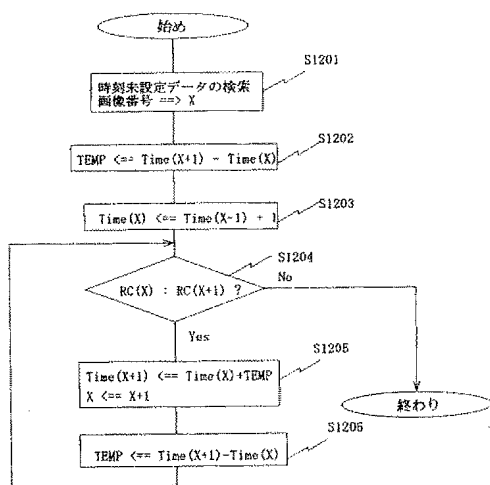 始め
S1201
時刻未設定データの検索
画像番号 ==> X
S1202
TEMP <== Time(X+1) - Time(X)
S1203
Time(X) <== Time(X-1) + 1
S1204
RC(X) : RC(X+1) ?
No
Yes
S1205
Time(X+1) <== Time(X)+TEMP
X <== X+1
終わり
S1206
TEMP <== Time(X+1)-Time(X)